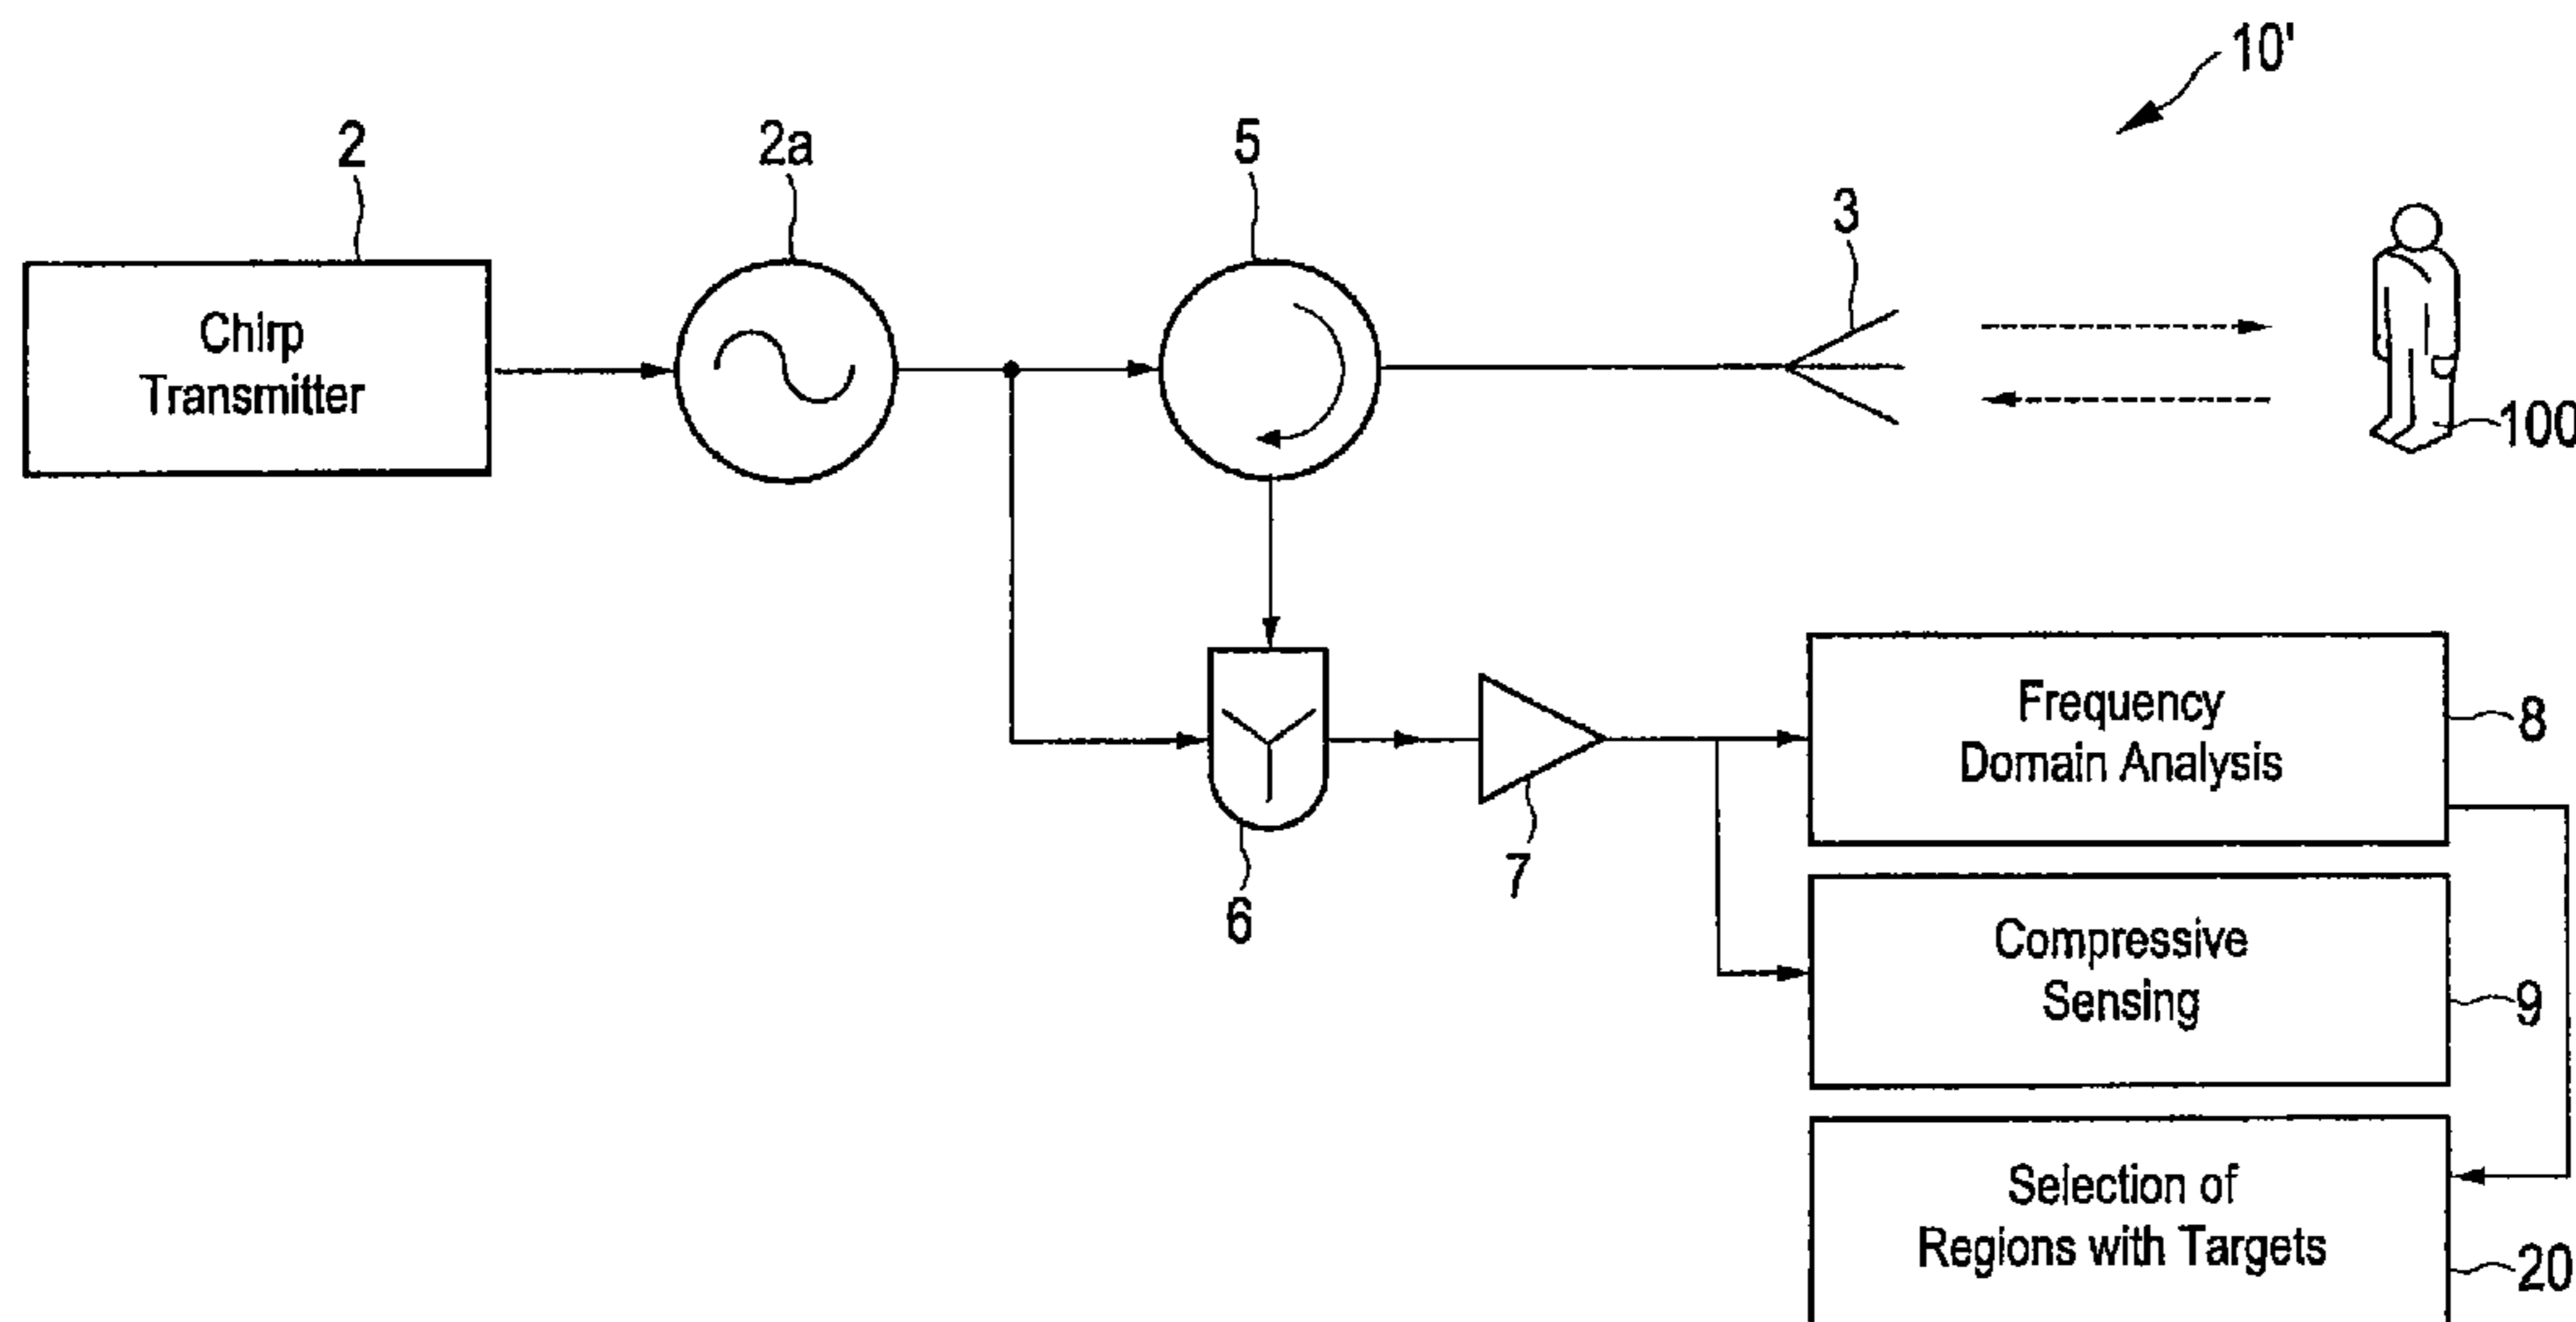 10'
2
2a
5
3
Chirp
Transmitter
100
Frequency
Domain Analysis
8
7
6
Compressive
Sensing
9
Selection of
Regions with Targets
20